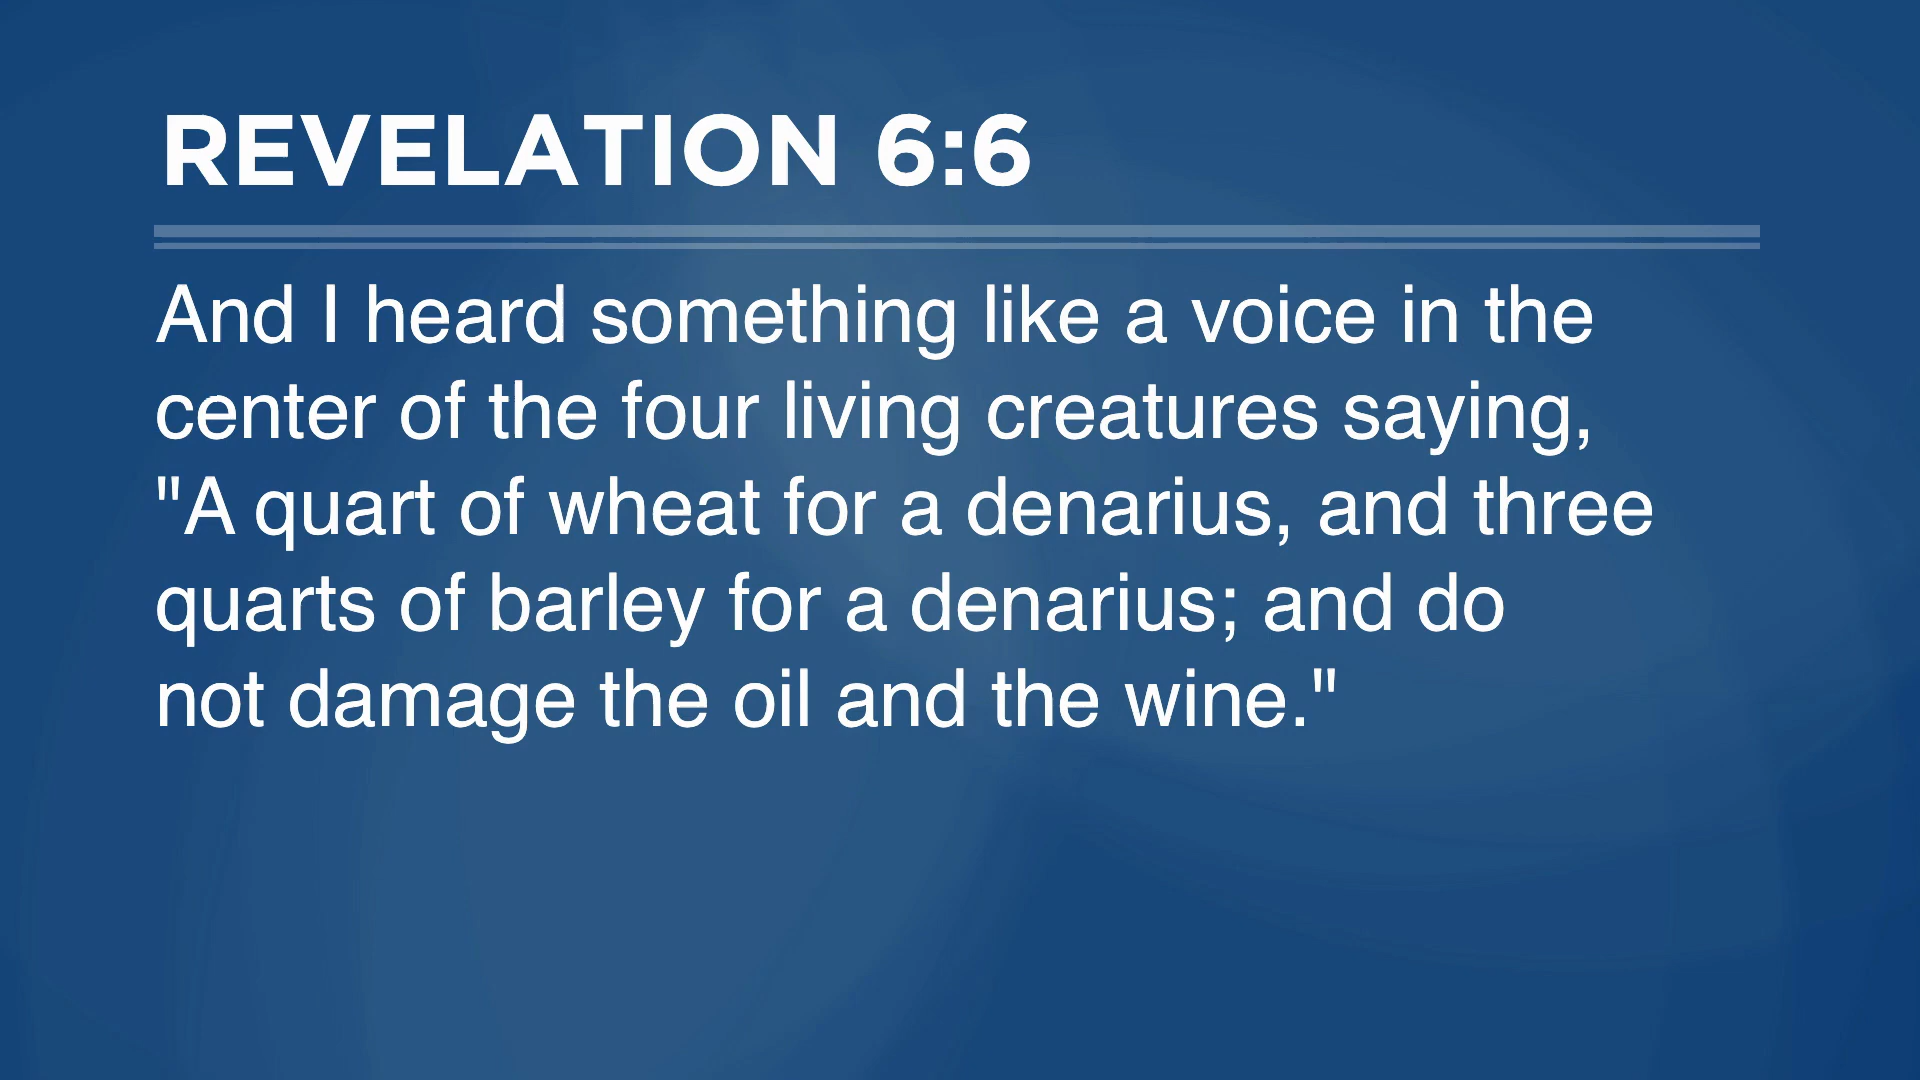 REVELATION 6:6
And I heard something like a voice in the
center of the four living creatures saying,
"A quart of wheat for a denarius, and three
quarts of barley for a denarius; and do
not damage the oil and the wine."